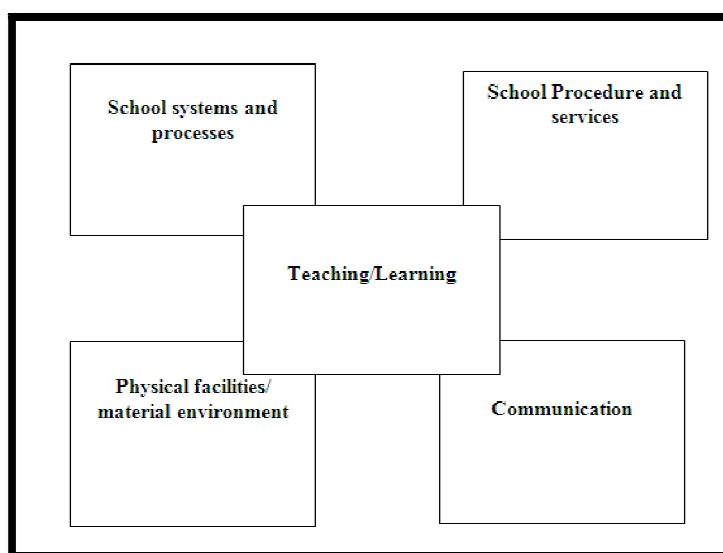 School systems and
processes
School Procedure and
services
Teaching/Learning
Physical facilities/
material environment
Communication